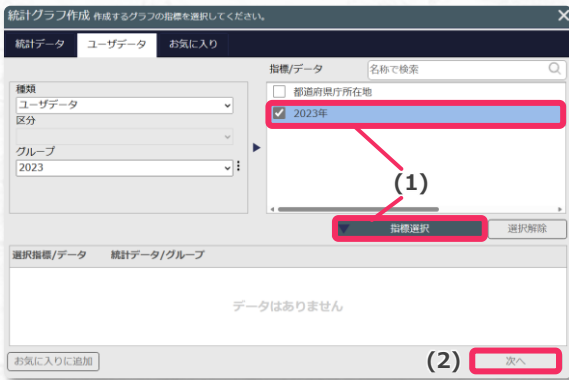 統計グラフ作成 作成するグラフの指標を選択してください。
統計データ ユーザデータ お気に入り
指標/データ 名称で検索
種類
ユーザデータ
区分
グループ
2023
都道府県庁所在地
2023年
(1)
指標選択 選択解除
選択指標/データ 統計データ/グループ
データはありません
お気に入りに追加 (2) 次へ